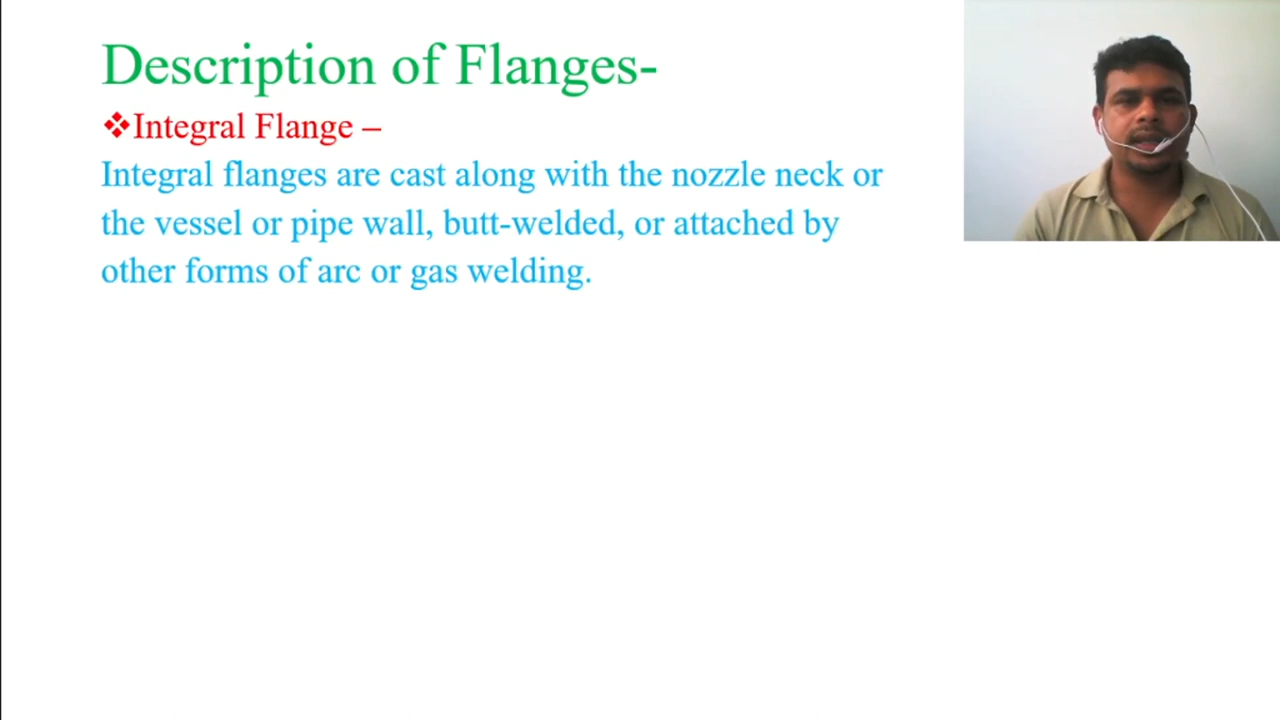 Description of Flanges-
❖Integral Flange –
Integral flanges are cast along with the nozzle neck or
the vessel or pipe wall, butt-welded, or attached by
other forms of arc or gas welding.